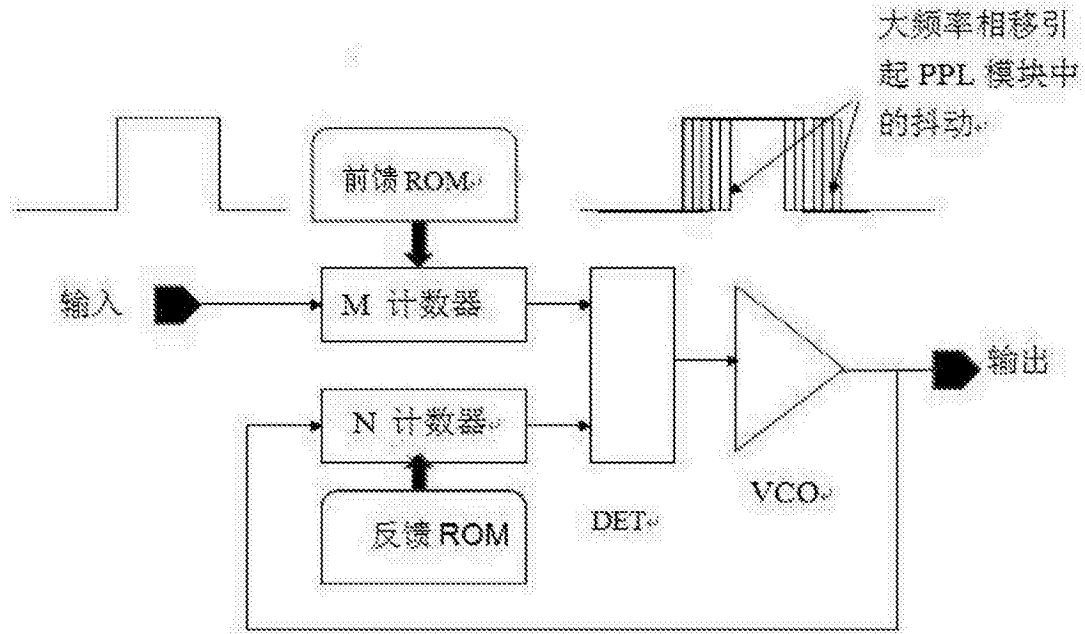 大频率相移引
起 PPL 模块中
的抖动
前馈ROM
输入
M 计数器
输出
N 计数器
VCO
DET
反馈ROM